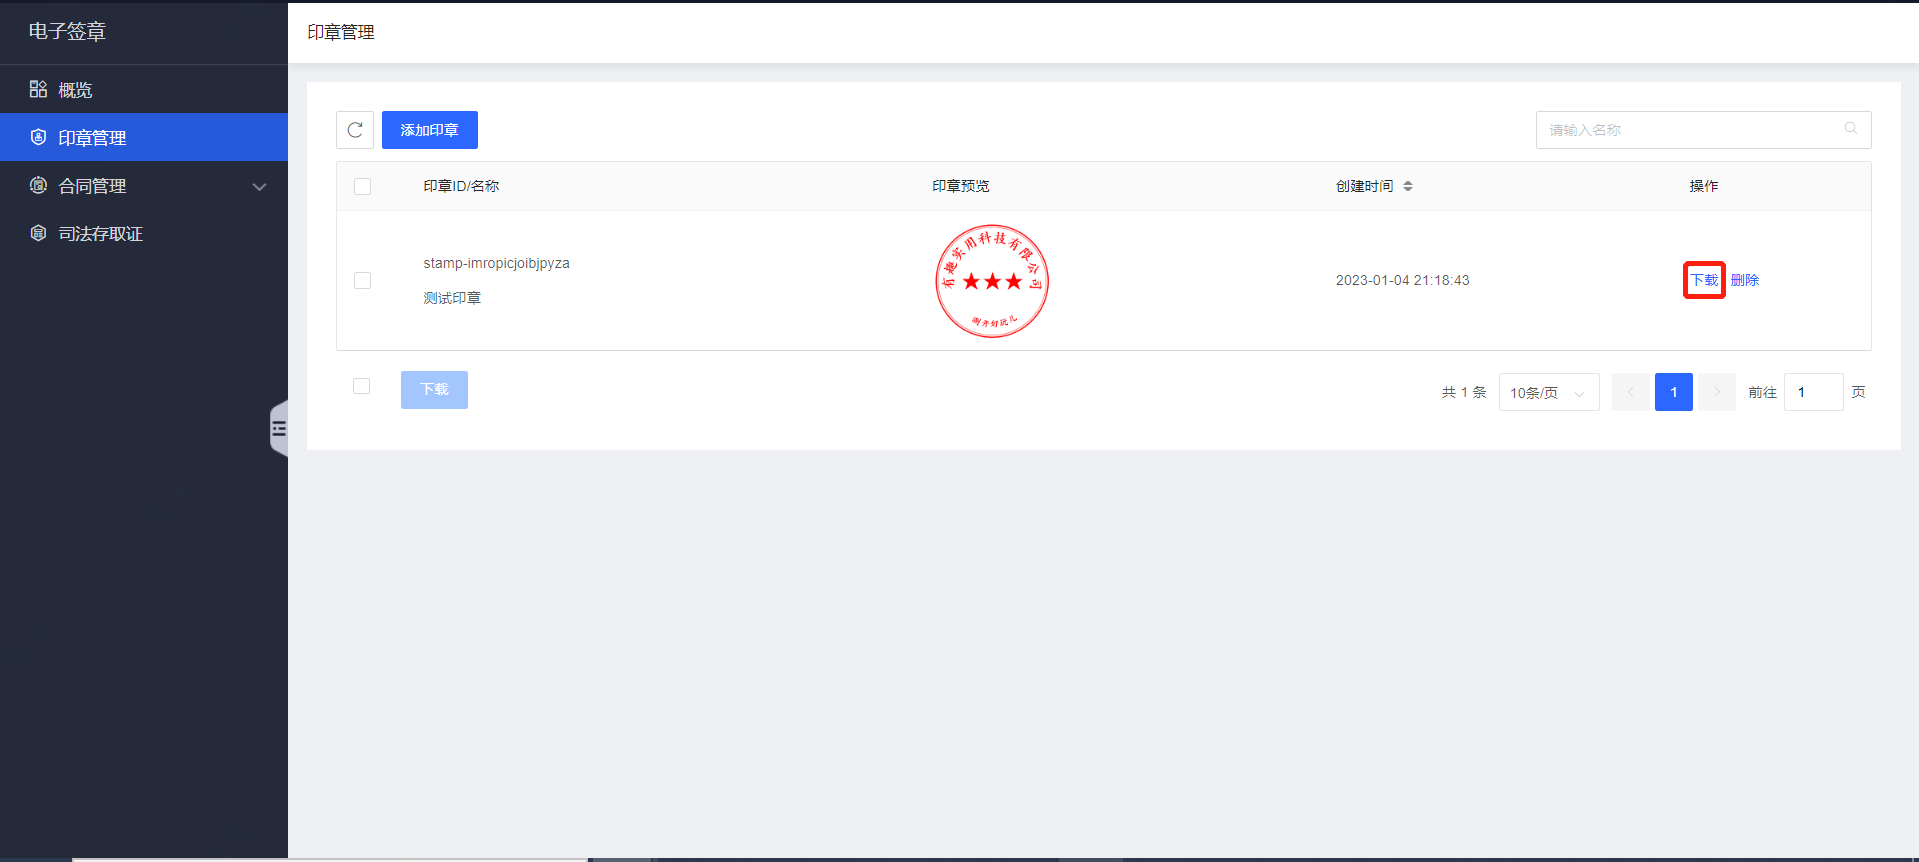 电子签章
印章管理
概览
印章管理
合同管理
司法存取证
添加印章
请输入名称
印章ID/名称
印章预览
创建时间
操作
stamp-imropicjoibjpyza
测试印章
有趣实用科技有限公司
测开好玩儿
2023-01-04 21:18:43
下载
删除
下载
共 1 条
10条/页
1
前往
1
页